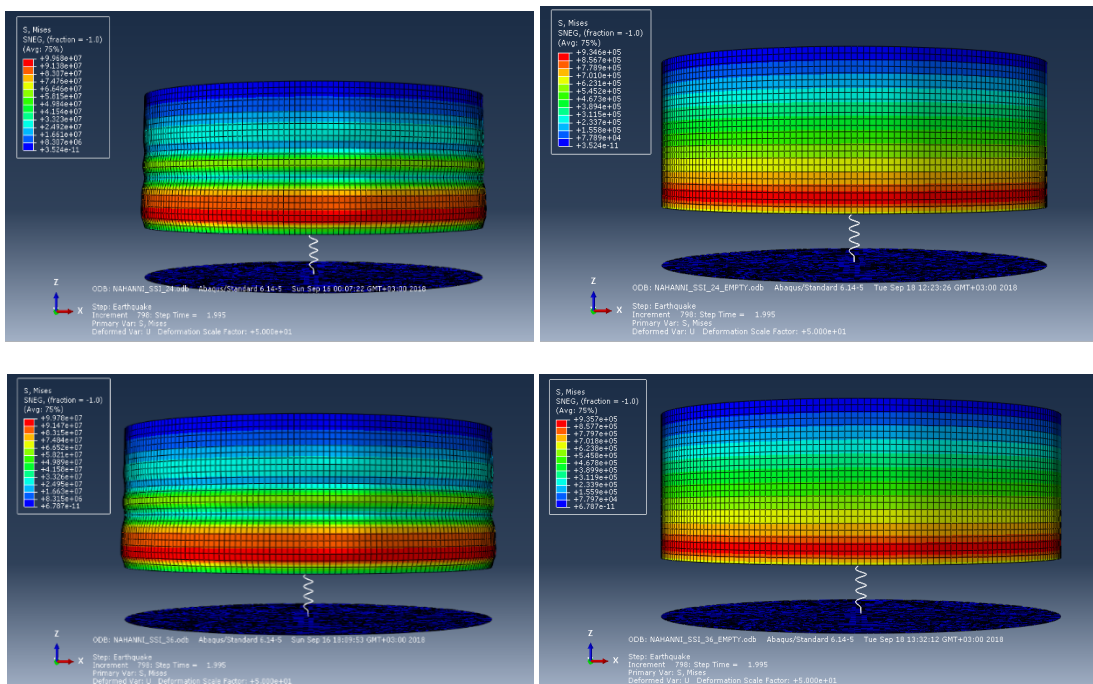 S, Mises
SNEG, (fraction = -1.0)
(Avg: 75%)
+9.968e+07
+9.138e+07
+8.307e+07
+7.476e+07
+6.646e+07
+5.815e+07
+4.984e+07
+4.154e+07
+3.323e+07
+2.492e+07
+1.661e+07
+8.307e+06
+3.524e-11
Z
X
ODB: NAHANNI_SSI_24.odb Abaqus/Standard 6.14-5 Sun Sep 16 00:07:22 GMT+03:00 2018
Step: Earthquake
Increment 798: Step Time = 1.995
Primary Var: S, Mises
Deformed Var: U Deformation Scale Factor: +5.000e+01
S, Mises
SNEG, (fraction = -1.0)
(Avg: 75%)
+9.346e+05
+8.567e+05
+7.789e+05
+7.010e+05
+6.231e+05
+5.452e+05
+4.673e+05
+3.894e+05
+3.115e+05
+2.337e+05
+1.558e+05
+7.789e+04
+3.524e-11
Z
X
ODB: NAHANNI_SSI_24_EMPTY.odb Abaqus/Standard 6.14-5 Tue Sep 18 12:23:26 GMT+03:00 2018
Step: Earthquake
Increment 798: Step Time = 1.995
Primary Var: S, Mises
Deformed Var: U Deformation Scale Factor: +5.000e+01
S, Mises
SNEG, (fraction = -1.0)
(Avg: 75%)
+9.978e+07
+9.147e+07
+8.315e+07
+7.484e+07
+6.652e+07
+5.821e+07
+4.989e+07
+4.158e+07
+3.326e+07
+2.495e+07
+1.663e+07
+8.315e+06
+6.787e-11
Z
X
ODB: NAHANNI_SSI_36.odb Abaqus/Standard 6.14-5 Sun Sep 16 18:09:53 GMT+03:00 2018
Step: Earthquake
Increment 798: Step Time = 1.995
Primary Var: S, Mises
Deformed Var: U Deformation Scale Factor: +5.000e+01
S, Mises
SNEG, (fraction = -1.0)
(Avg: 75%)
+9.357e+05
+8.577e+05
+7.797e+05
+7.018e+05
+6.238e+05
+5.458e+05
+4.678e+05
+3.899e+05
+3.119e+05
+2.339e+05
+1.559e+05
+7.797e+04
+6.787e-11
Z
X
ODB: NAHANNI_SSI_36_EMPTY.odb Abaqus/Standard 6.14-5 Tue Sep 18 13:32:12 GMT+03:00 2018
Step: Earthquake
Increment 798: Step Time = 1.995
Primary Var: S, Mises
Deformed Var: U Deformation Scale Factor: +5.000e+01